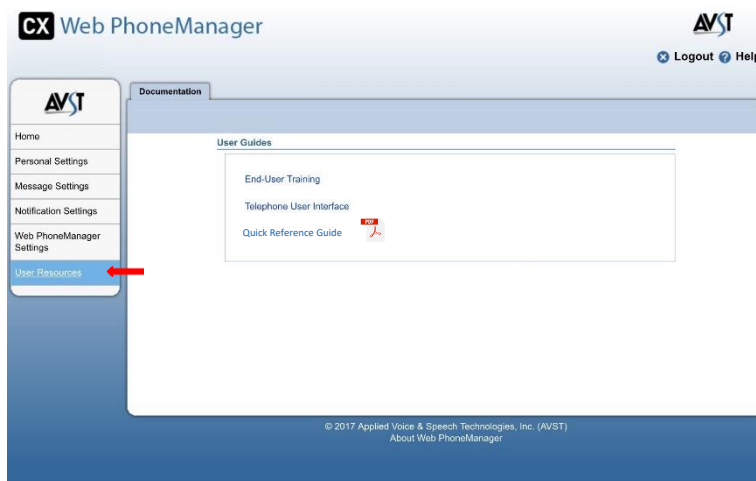 CX Web PhoneManager
AVST
Logout Help
AVST
Home
Personal Settings
Message Settings
Notification Settings
Web PhoneManager
Settings
User Resources
Documentation
User Guides
End-User Training
Telephone User Interface
Quick Reference Guide PDF
© 2017 Applied Voice & Speech Technologies, Inc. (AVST)
About Web PhoneManager